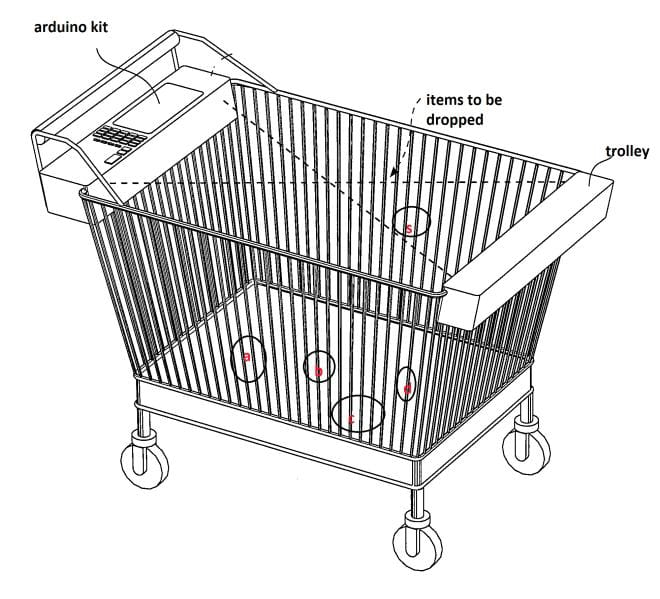 arduino kit
items to be
dropped
trolley
s
a
b
d
c